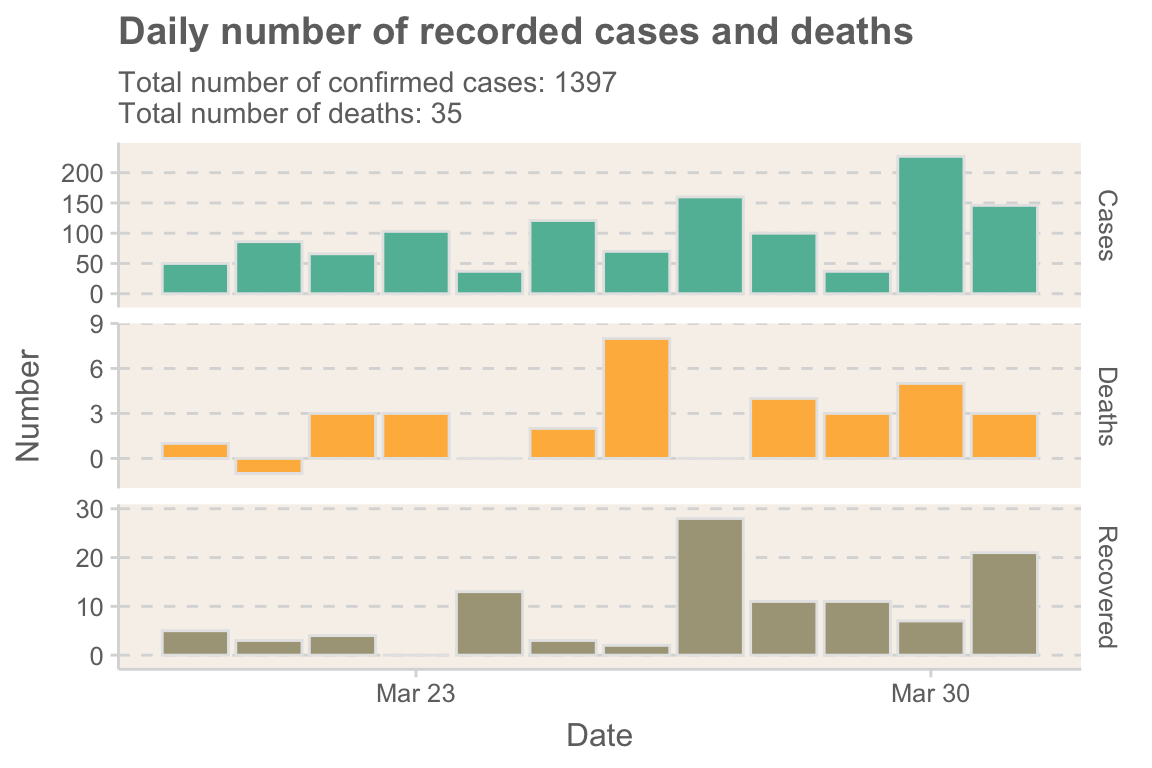 Daily number of recorded cases and deaths
Total number of confirmed cases: 1397
Total number of deaths: 35
200
150
100
50
0
Cases
9
6
3
0
Deaths
30
20
10
0
Recovered
Number
Mar 23
Mar 30
Date